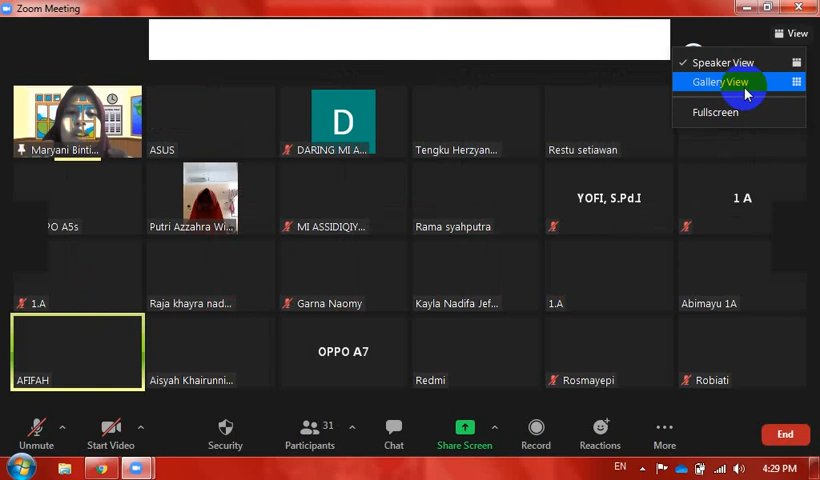 Zoom Meeting
View
Speaker View
Gallery View
Fullscreen
Maryani Binti...
ASUS
D
DARING MI A...
Tengku Herzyan...
Restu setiawan
PO A5s
Putri Azzahra Wi...
MI ASSIDIQIY...
Rama syahputra
YOFI, S.Pd.I
1 A
1.A
Raja khayra nad...
Garna Naomy
Kayla Nadifa Jef...
1.A
Abimayu 1A
AFIFAH
Aisyah Khairunni...
OPPO A7
Redmi
Rosmayepi
Robiati
Unmute
Start Video
Security
Participants
31
Chat
Share Screen
Record
Reactions
More
End
EN
4:29 PM